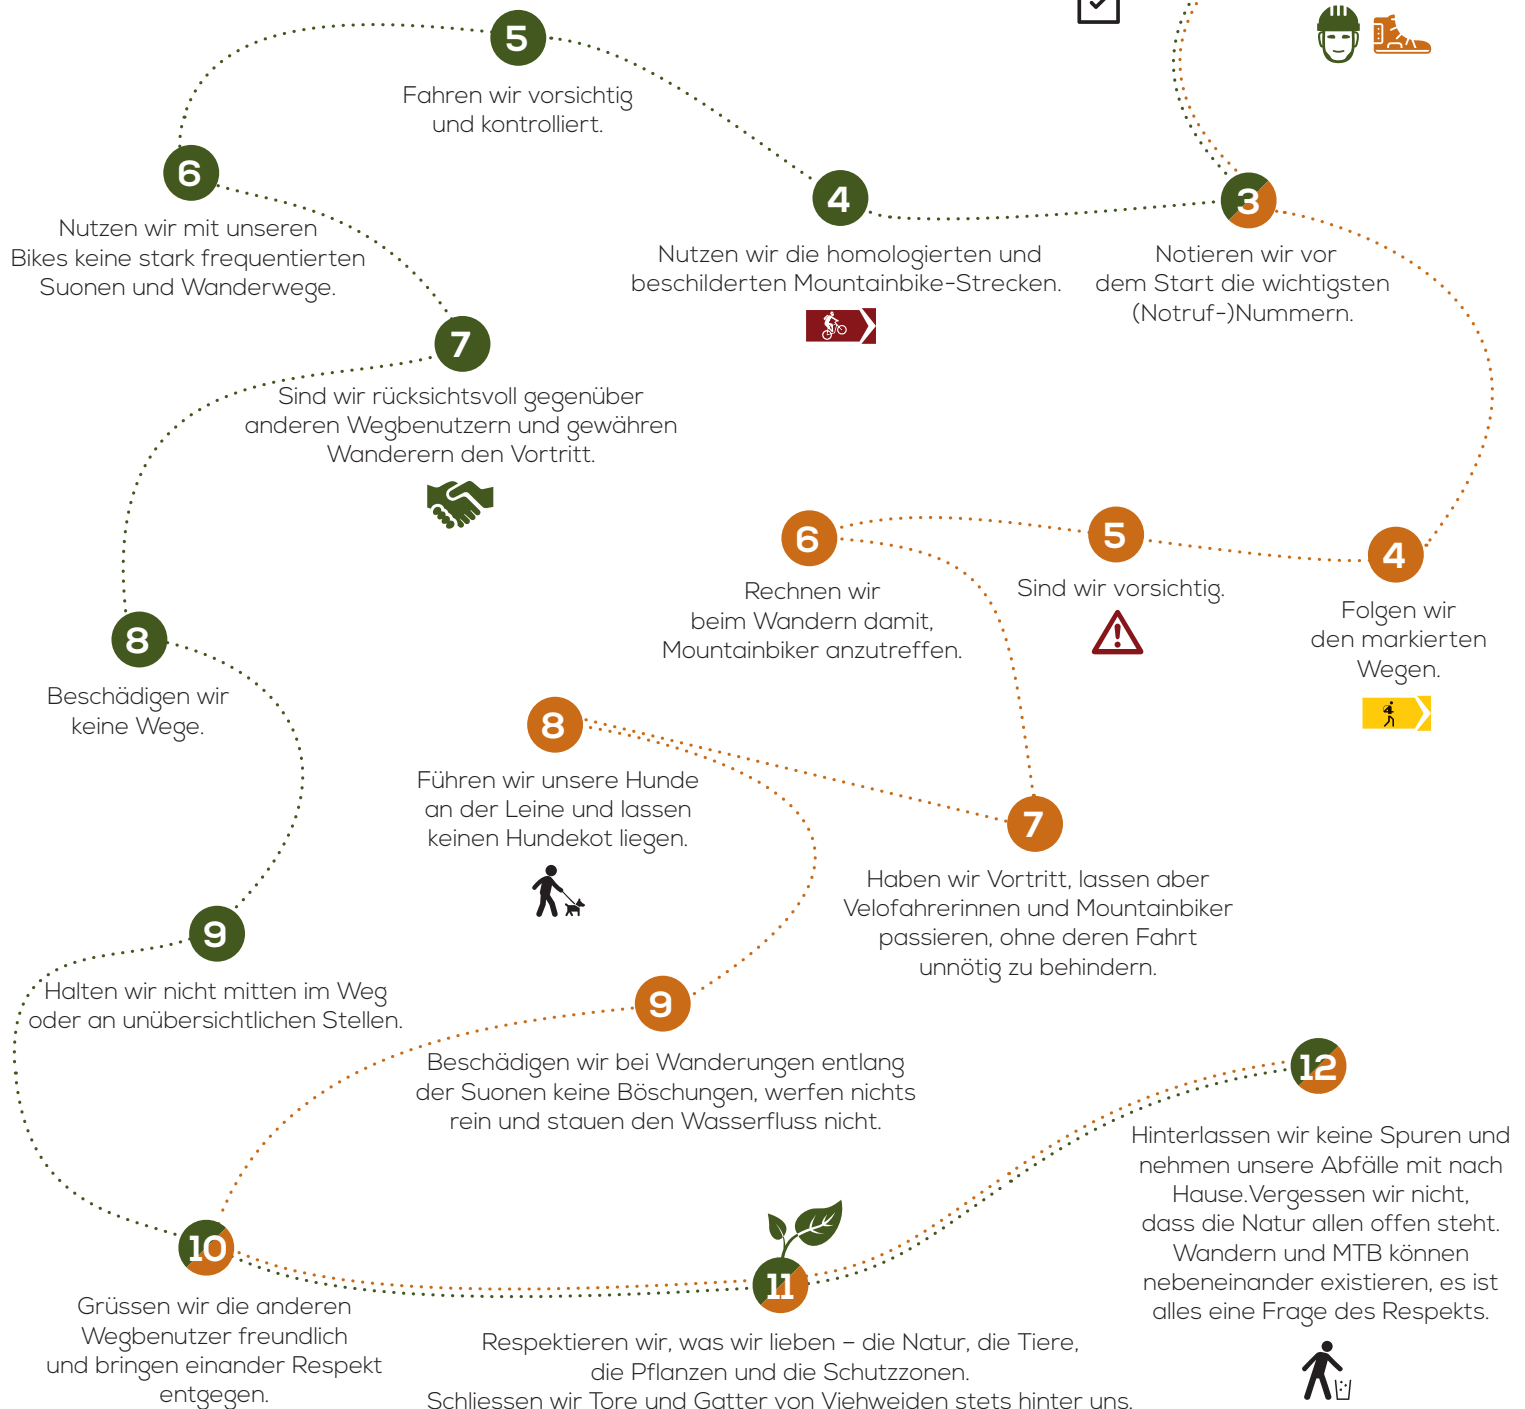 3
Notieren wir vor
dem Start die wichtigsten
(Notruf-)Nummern.
4
Nutzen wir die homologierten und
beschilderten Mountainbike-Strecken.
5
Fahren wir vorsichtig
und kontrolliert.
6
Nutzen wir mit unseren
Bikes keine stark frequentierten
Suonen und Wanderwege.
7
Sind wir rücksichtsvoll gegenüber
anderen Wegbenutzern und gewähren
Wanderern den Vortritt.
8
Beschädigen wir
keine Wege.
9
Halten wir nicht mitten im Weg
oder an unübersichtlichen Stellen.
4
Folgen wir
den markierten
Wegen.
5
Sind wir vorsichtig.
6
Rechnen wir
beim Wandern damit,
Mountainbiker anzutreffen.
7
Haben wir Vortritt, lassen aber
Velofahrerinnen und Mountainbiker
passieren, ohne deren Fahrt
unnötig zu behindern.
8
Führen wir unsere Hunde
an der Leine und lassen
keinen Hundekot liegen.
9
Beschädigen wir bei Wanderungen entlang
der Suonen keine Böschungen, werfen nichts
rein und stauen den Wasserfluss nicht.
10
Grüssen wir die anderen
Wegbenutzer freundlich
und bringen einander Respekt
entgegen.
11
Respektieren wir, was wir lieben – die Natur, die Tiere,
die Pflanzen und die Schutzzonen.
Schliessen wir Tore und Gatter von Viehweiden stets hinter uns.
12
Hinterlassen wir keine Spuren und
nehmen unsere Abfälle mit nach
Hause.Vergessen wir nicht,
dass die Natur allen offen steht.
Wandern und MTB können
nebeneinander existieren, es ist
alles eine Frage des Respekts.